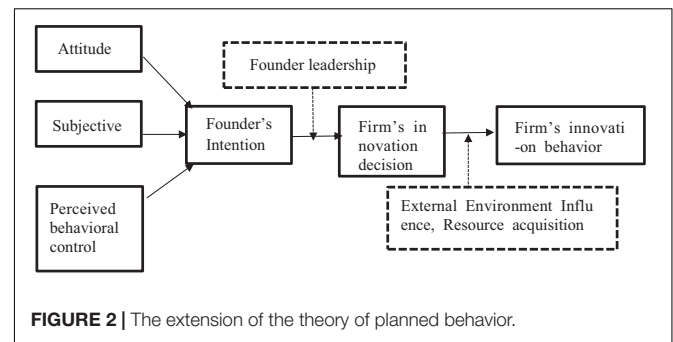 Attitude
Founder leadership
Subjective
Founder's
Intention
Firm's in
novation
decision
Firm's innovati
-on behavior
Perceived
behavioral
control
External Environment Influ
ence, Resource acquisition
FIGURE 2 | The extension of the theory of planned behavior.